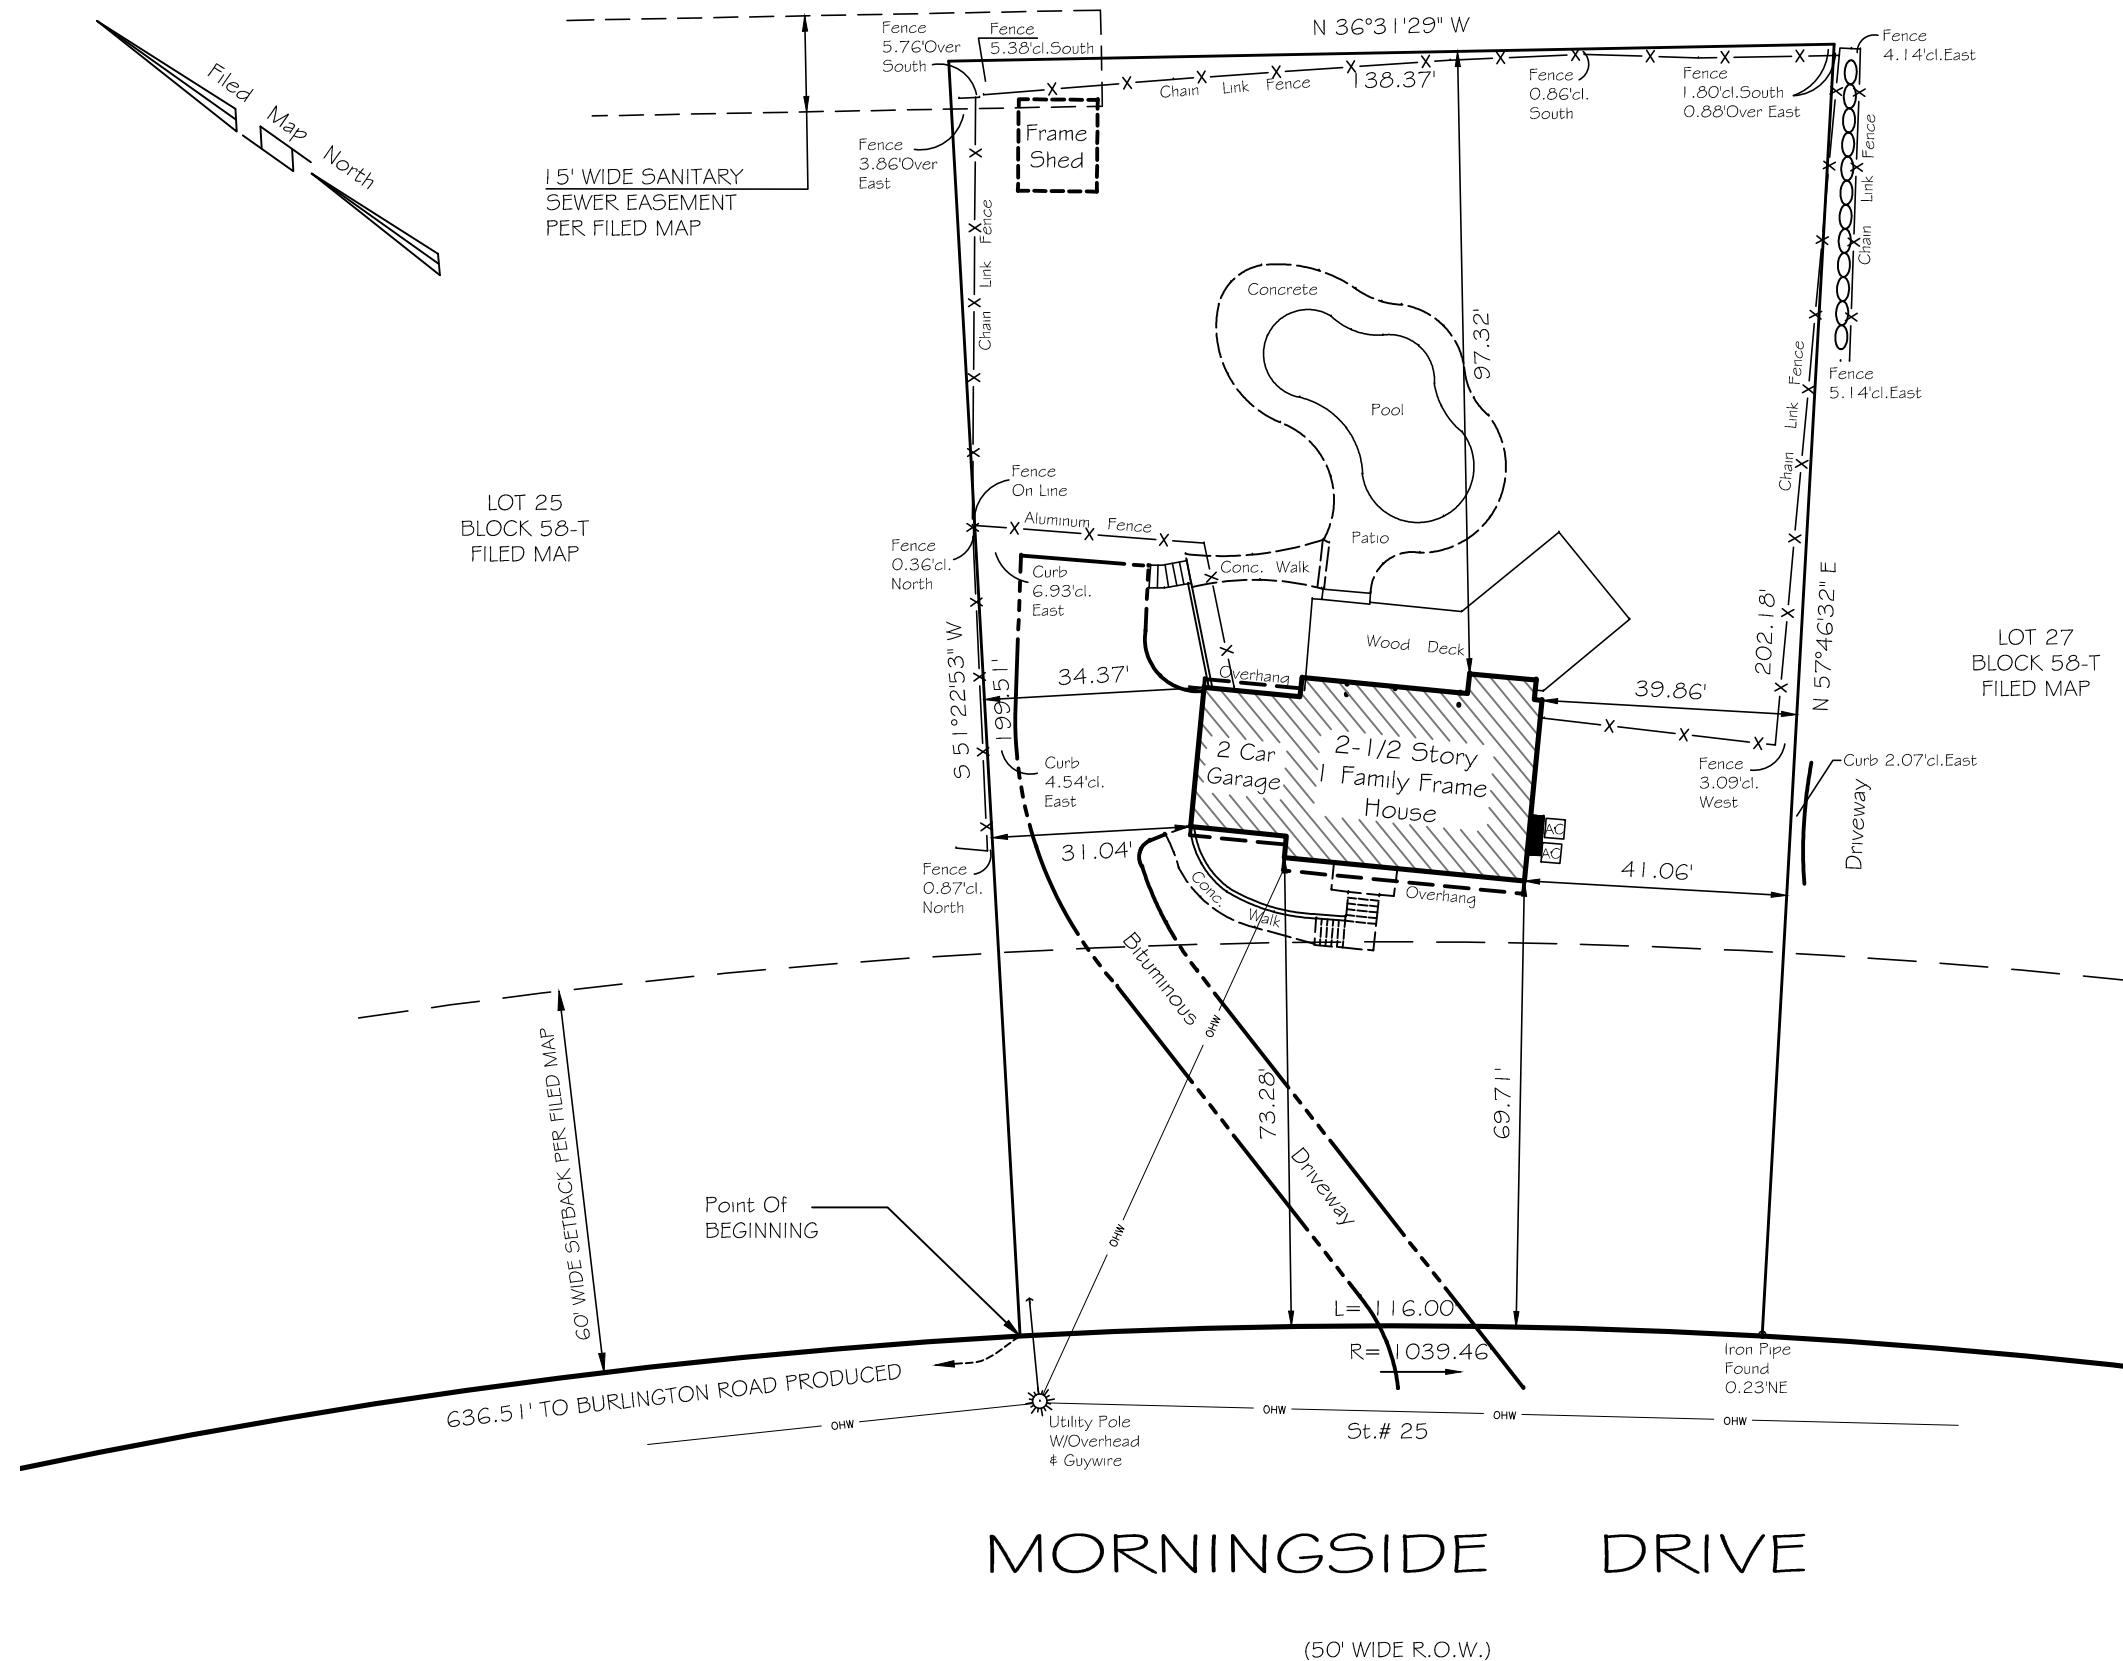 N 36°31'29" W
Fence
5.76'Over
South
Fence
5.38'cl.South
Fence
4.14'cl.East
Filed Map North
Chain Link Fence
138.37'
Fence
0.86'cl.
South
Fence
1.80'cl.South
0.88'Over East
Frame
Shed
Fence
3.86'Over
East
15' WIDE SANITARY
SEWER EASEMENT
PER FILED MAP
Chain Link Fence
Chain Link Fence
Concrete
97.32'
Pool
Chain Link Fence
Fence
5.14'cl.East
Fence
On Line
LOT 25
BLOCK 58-T
FILED MAP
Aluminum Fence
Patio
Fence
0.36'cl.
North
Curb
6.93'cl.
East
Conc. Walk
Wood Deck
202.18'
N 57°46'32" E
LOT 27
BLOCK 58-T
FILED MAP
S 51°22'53" W
199.51'
34.37'
Overhang
39.86'
2 Car
Garage
2-1/2 Story
1 Family Frame
House
Curb
4.54'cl.
East
Fence
3.09'cl.
West
Curb 2.07'cl.East
Driveway
AC
AC
31.04'
41.06'
Fence
0.87'cl.
North
Conc. Walk
Overhang
Bituminous
OHW
73.28'
69.71'
60' WIDE SETBACK PER FILED MAP
Driveway
Point Of
BEGINNING
OHW
L= 116.00'
R= 1039.46'
Iron Pipe
Found
0.23'NE
636.51' TO BURLINGTON ROAD PRODUCED
OHW
OHW
OHW
OHW
Utility Pole
W/Overhead
& Guywire
St.# 25
MORNINGSIDE DRIVE
(50' WIDE R.O.W.)